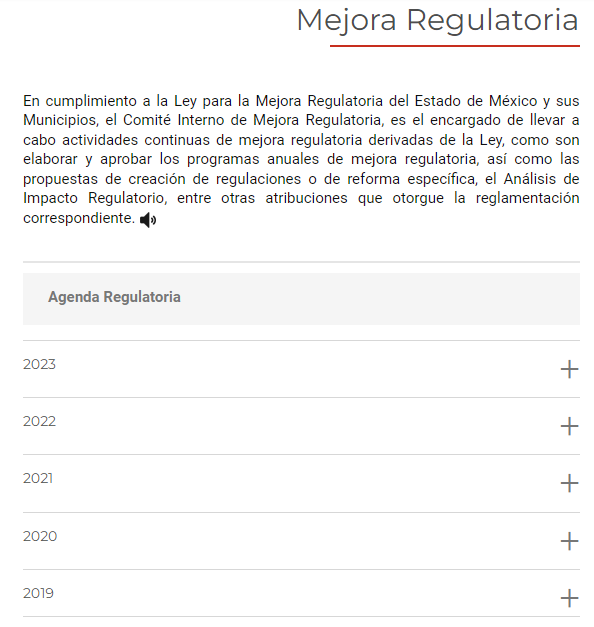 Mejora Regulatoria
En cumplimiento a la Ley para la Mejora Regulatoria del Estado de México y sus
Municipios, el Comité Interno de Mejora Regulatoria, es el encargado de llevar a
cabo actividades continuas de mejora regulatoria derivadas de la Ley, como son
elaborar y aprobar los programas anuales de mejora regulatoria, así como las
propuestas de creación de regulaciones o de reforma específica, el Análisis de
Impacto Regulatorio, entre otras atribuciones que otorgue la reglamentación
correspondiente.
Agenda Regulatoria
2023
2022
2021
2020
2019